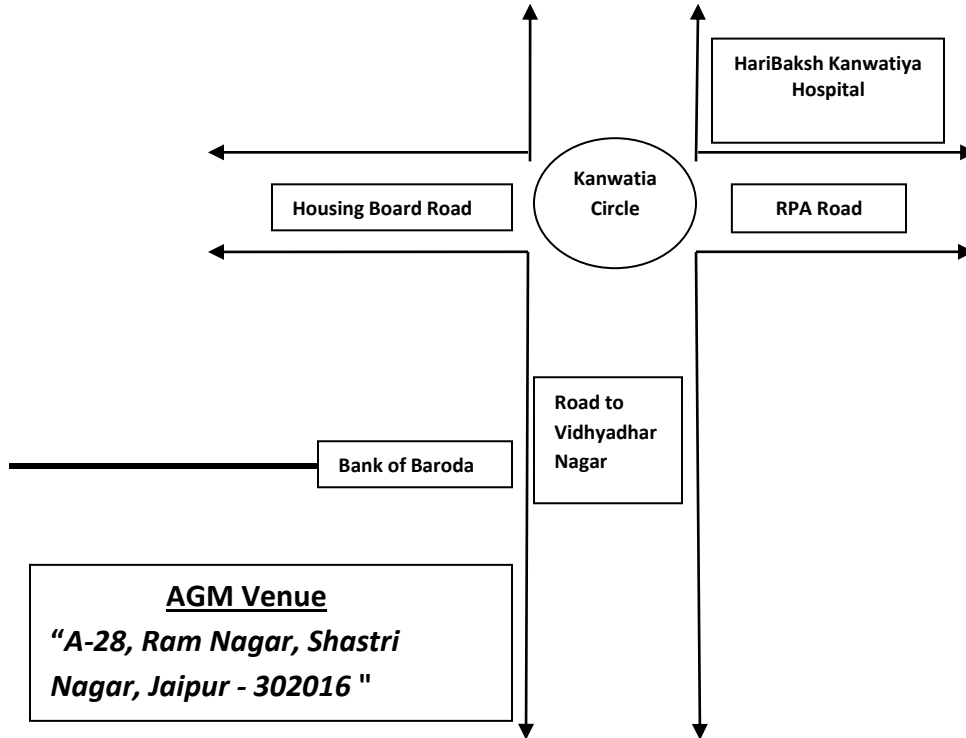 HariBaksh Kanwatiya
Hospital
Kanwatia
Circle
Housing Board Road
RPA Road
Road to
Vidhyadhar
Nagar
Bank of Baroda
AGM Venue
“A-28, Ram Nagar, Shastri
Nagar, Jaipur - 302016 "